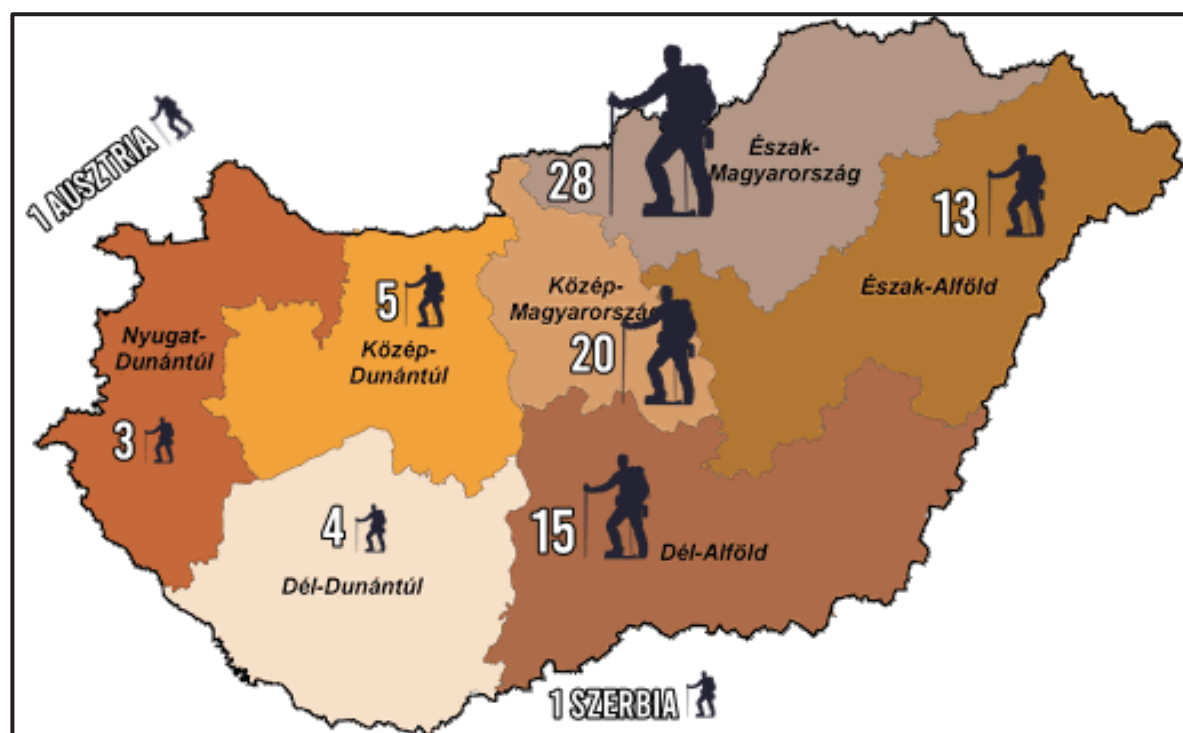 1 AUSZTRIA
28
Észak-
Magyarország
13
Észak-Alföld
5
Közép-
Dunántúl
Közép-
Magyarország
20
Nyugat-
Dunántúl
3
4
Dél-Dunántúl
15
Dél-Alföld
1 SZERBIA